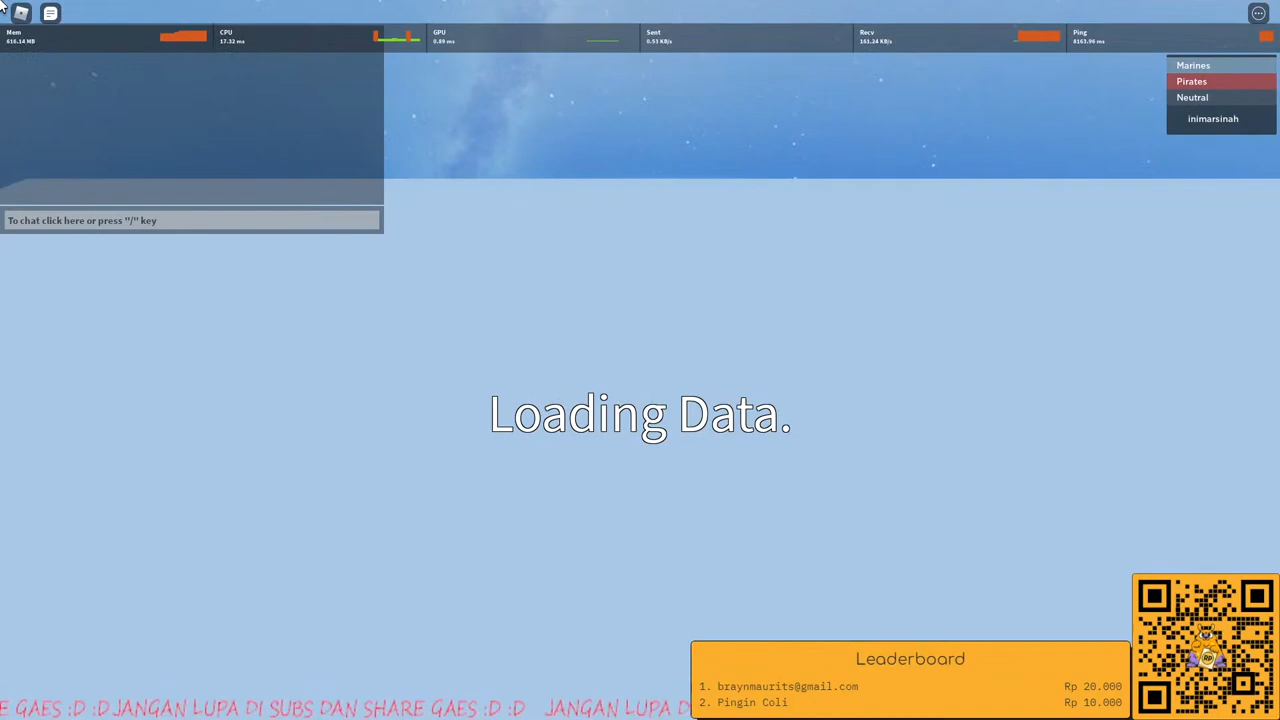 Mem
616.14 MB
CPU
17.32 ms
GPU
0.89 ms
Sent
0.53 KB/s
Recv
161.24 KB/s
Ping
8163.96 ms
Marines
Pirates
Neutral
inimarsinah
To chat click here or press "/" key
Loading Data.
Leaderboard
1. braynmaurits@gmail.com Rp 20.000
2. Pingin Coli Rp 10.000
RP
GAES :D :D JANGAN LUPA DI SUBS DAN SHARE GAES :D :D JANGAN LUPA D